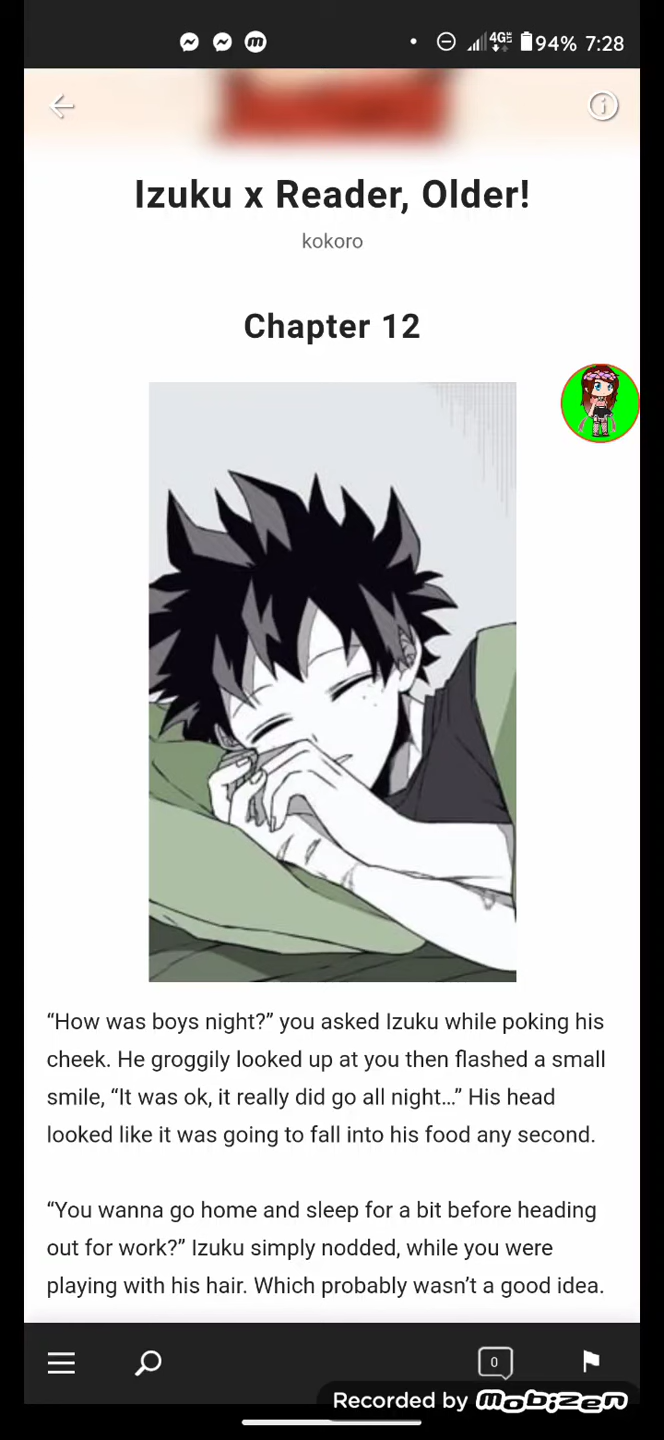 4GE 94% 7:28
Izuku x Reader, Older!
kokoro
Chapter 12
“How was boys night?” you asked Izuku while poking his
cheek. He groggily looked up at you then flashed a small
smile, “It was ok, it really did go all night...” His head
looked like it was going to fall into his food any second.
“You wanna go home and sleep for a bit before heading
out for work?” Izuku simply nodded, while you were
playing with his hair. Which probably wasn’t a good idea.
0
Recorded by mobizen